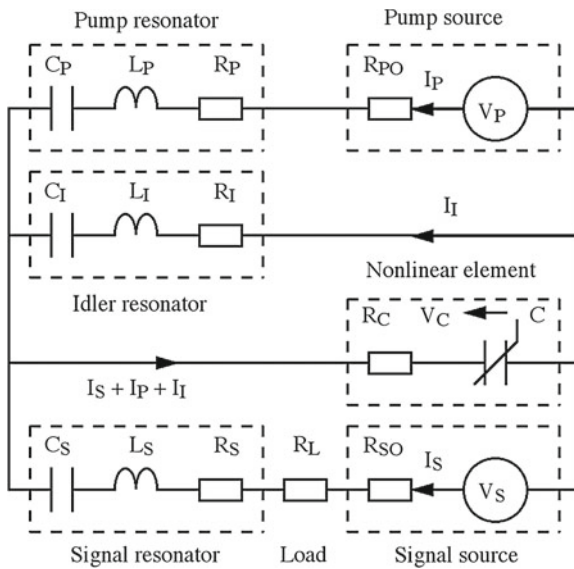 Pump resonator Pump source
C_P L_P R_P R_PO I_P
V_P
C_I L_I R_I I_I
Nonlinear element
Idler resonator
R_C V_C C
I_S + I_P + I_I
C_S L_S R_S R_L R_SO I_S
V_S
Signal resonator Load Signal source